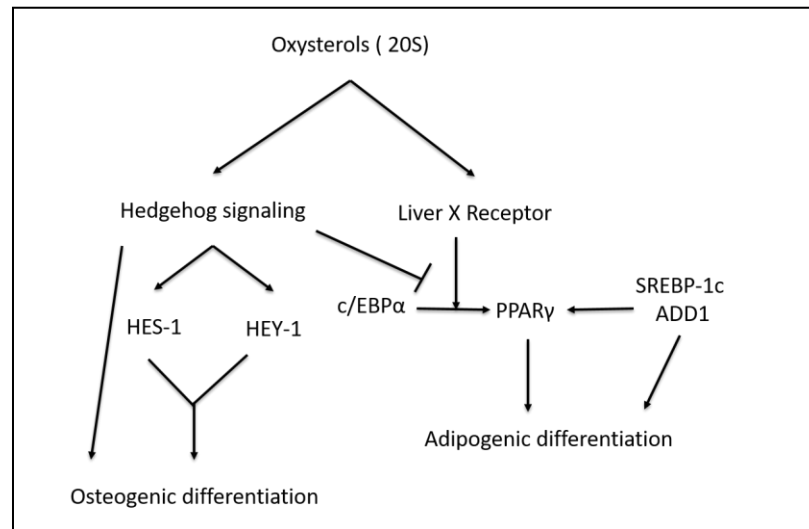 Oxysterols ( 20S)
Hedgehog signaling
Liver X Receptor
HES-1
HEY-1
c/EBPα
PPARγ
SREBP-1c
ADD1
Adipogenic differentiation
Osteogenic differentiation